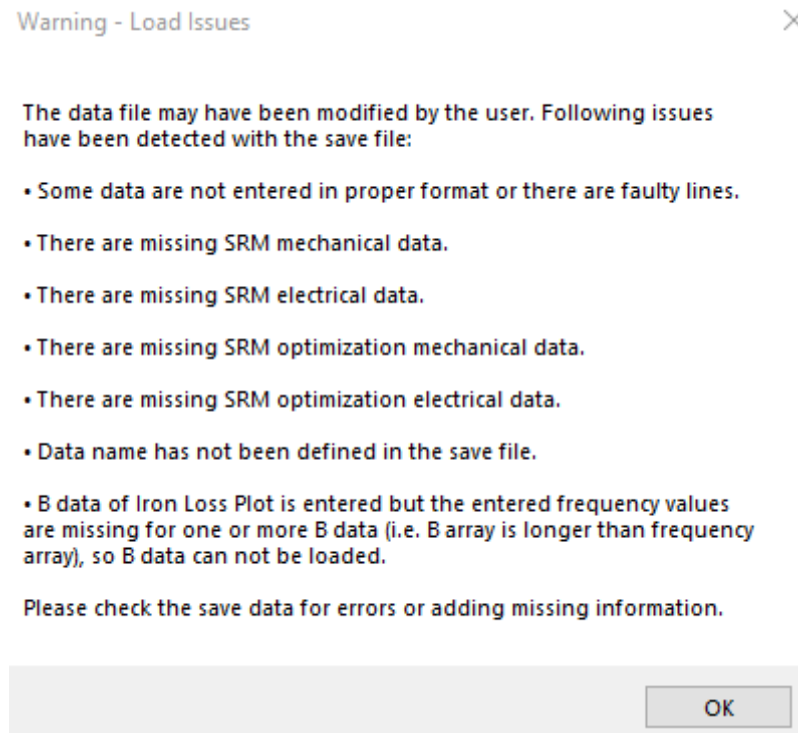 Warning - Load Issues
The data file may have been modified by the user. Following issues
have been detected with the save file:
• Some data are not entered in proper format or there are faulty lines.
• There are missing SRM mechanical data.
• There are missing SRM electrical data.
• There are missing SRM optimization mechanical data.
• There are missing SRM optimization electrical data.
• Data name has not been defined in the save file.
• B data of Iron Loss Plot is entered but the entered frequency values
are missing for one or more B data (i.e. B array is longer than frequency
array), so B data can not be loaded.
Please check the save data for errors or adding missing information.
OK